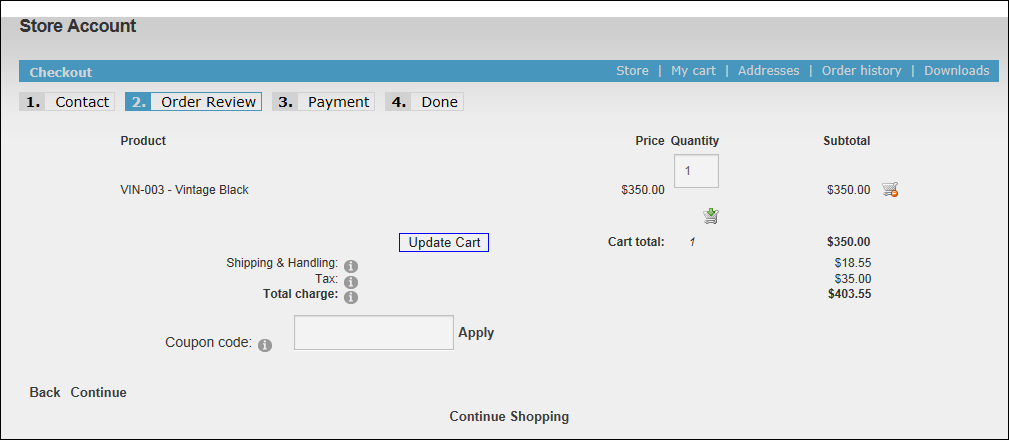 Store Account
Checkout Store | My cart | Addresses | Order history | Downloads
1. Contact 2. Order Review 3. Payment 4. Done
Product Price Quantity Subtotal
1
VIN-003 - Vintage Black $350.00 $350.00
Update Cart Cart total: 1 $350.00
Shipping & Handling: $18.55
Tax: $35.00
Total charge: $403.55
Coupon code: Apply
Back Continue
Continue Shopping